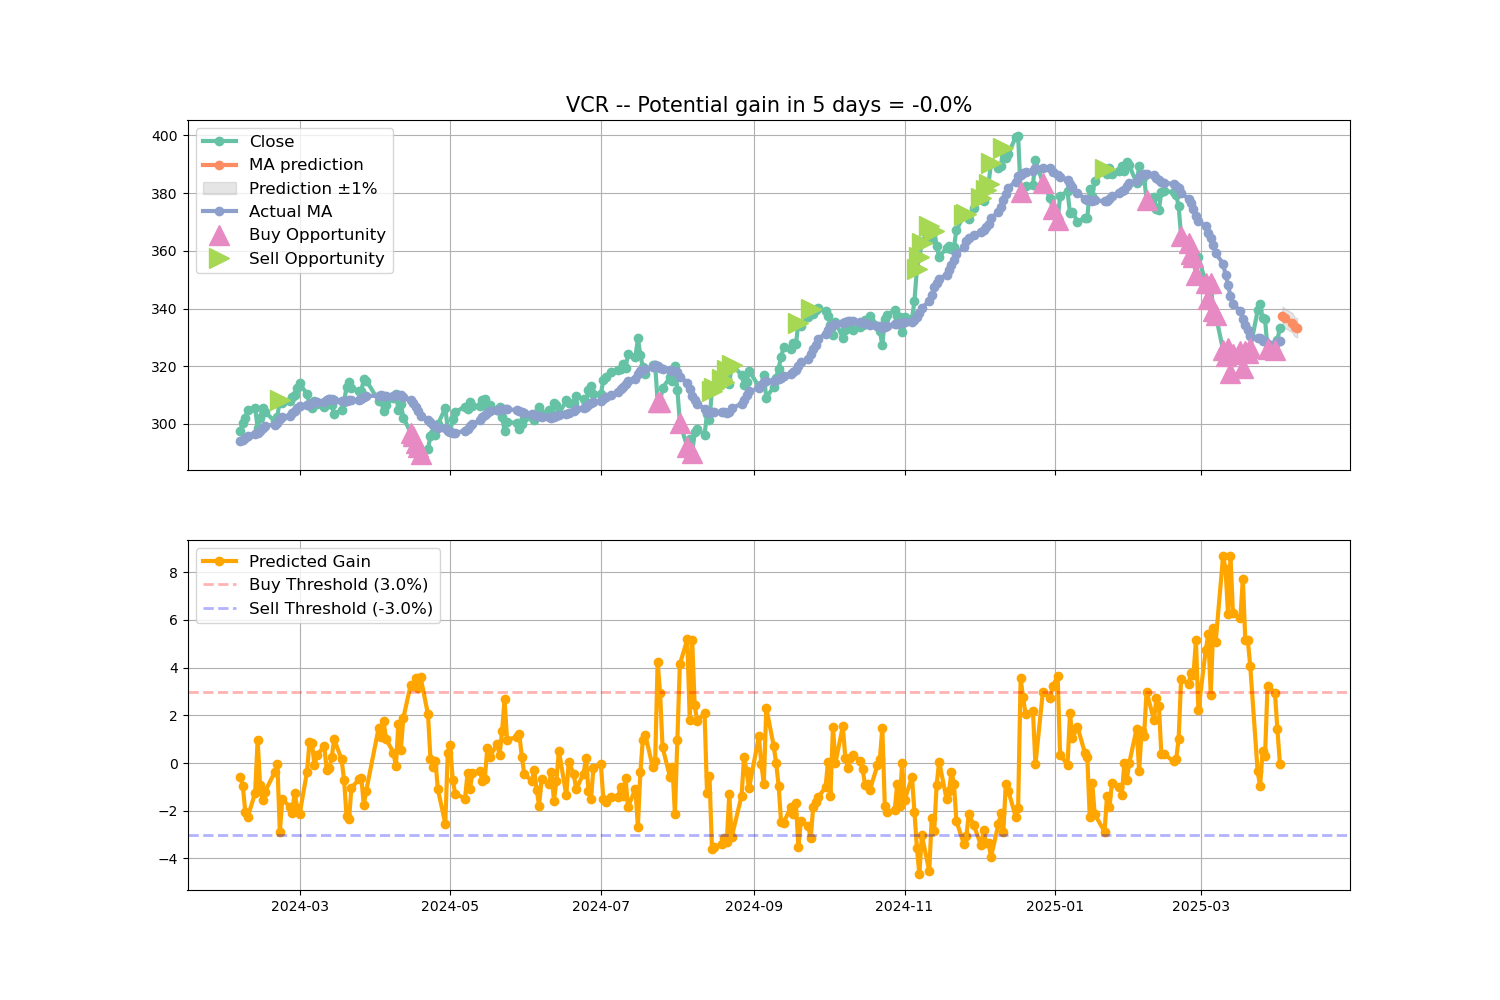 VCR -- Potential gain in 5 days = -0.0%
400
380
360
340
320
300
Close
MA prediction
Prediction ±1%
Actual MA
Buy Opportunity
Sell Opportunity
8
6
4
2
0
−2
−4
Predicted Gain
Buy Threshold (3.0%)
Sell Threshold (-3.0%)
2024-03
2024-05
2024-07
2024-09
2024-11
2025-01
2025-03